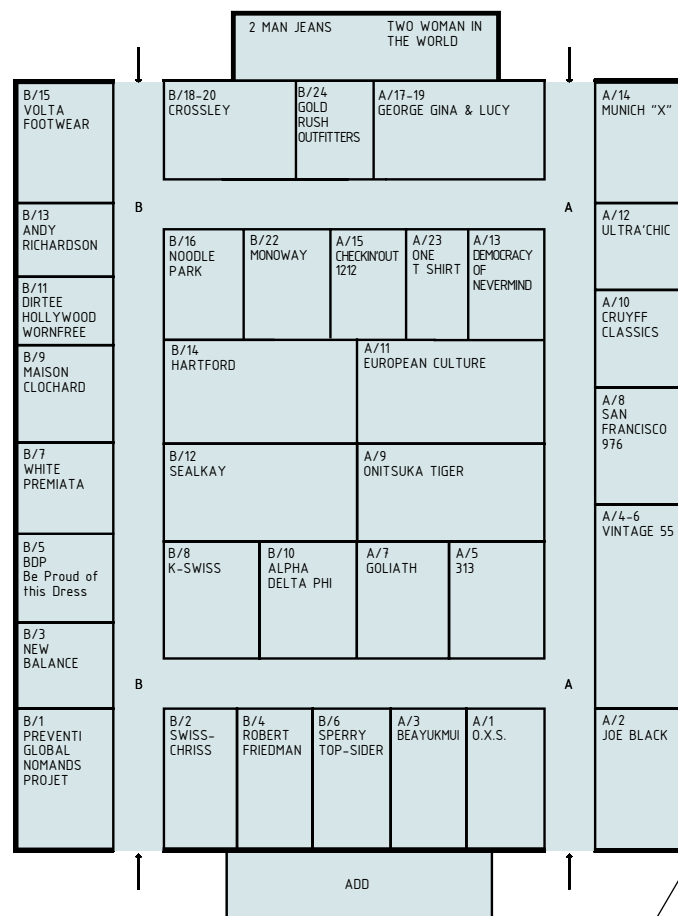 2 MAN JEANS
TWO WOMAN IN
THE WORLD
B/15
VOLTA
FOOTWEAR
B/18-20
CROSSLEY
B/24
GOLD
RUSH
OUTFITTERS
A/17-19
GEORGE GINA & LUCY
A/14
MUNICH "X"
B
A
B/13
ANDY
RICHARDSON
A/12
ULTRA'CHIC
B/16
NOODLE
PARK
B/22
MONOWAY
A/15
CHECKIN'OUT
1212
A/23
ONE
T SHIRT
A/13
DEMOCRACY
OF
NEVERMIND
B/11
DIRTEE
HOLLYWOOD
WORNFREE
A/10
CRUYFF
CLASSICS
B/9
MAISON
CLOCHARD
B/14
HARTFORD
A/11
EUROPEAN CULTURE
A/8
SAN
FRANCISCO
976
B/7
WHITE
PREMIATA
B/12
SEALKAY
A/9
ONITSUKA TIGER
A/4-6
VINTAGE 55
B/5
BDP
Be Proud of
this Dress
B/8
K-SWISS
B/10
ALPHA
DELTA PHI
A/7
GOLIATH
A/5
313
B/3
NEW
BALANCE
B
A
B/1
PREVENTI
GLOBAL
NOMANDS
PROJET
B/2
SWISS-
CHRISS
B/4
ROBERT
FRIEDMAN
B/6
SPERRY
TOP-SIDER
A/3
BEAYUKMUI
A/1
O.X.S.
A/2
JOE BLACK
ADD